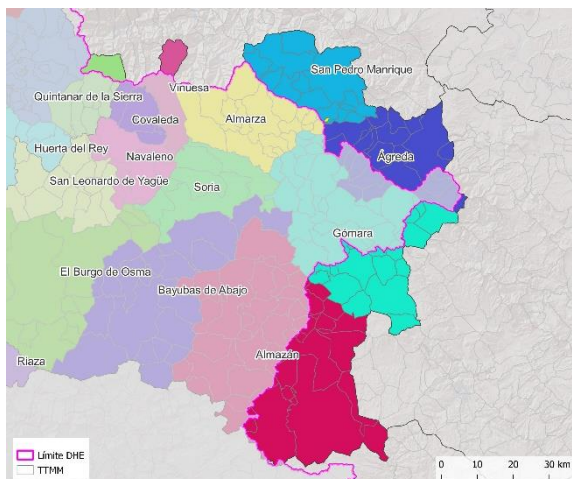 San Pedro Manrique
Vinuesa
Quintanar de la Sierra
Covaleda
Almarza
Huerta del Rey
Navaleno
Ágreda
San Leonardo de Yagüe
Soria
Gómara
El Burgo de Osma
Bayubas de Abajo
Almazán
Riaza
Límite DHE
TTMM
0 10 20 30 km